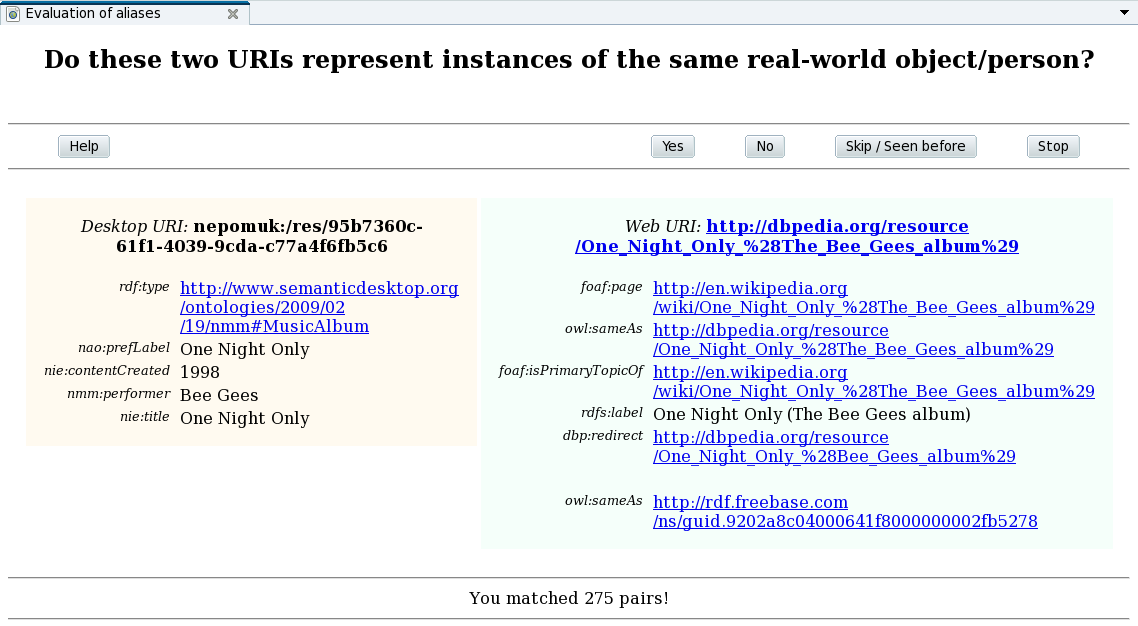 Evaluation of aliases
Do these two URIs represent instances of the same real-world object/person?
Help Yes No Skip / Seen before Stop
Desktop URI: nepomuk:/res/95b7360c-
61f1-4039-9cda-c77a4f6fb5c6
rdf:type http://www.semanticdesktop.org
/ontologies/2009/02
/19/nmm#MusicAlbum
nao:prefLabel One Night Only
nie:contentCreated 1998
nmm:performer Bee Gees
nie:title One Night Only
Web URI: http://dbpedia.org/resource
/One_Night_Only_%28The_Bee_Gees_album%29
foaf:page http://en.wikipedia.org
/wiki/One_Night_Only_%28The_Bee_Gees_album%29
owl:sameAs http://dbpedia.org/resource
/One_Night_Only_%28The_Bee_Gees_album%29
foaf:isPrimaryTopicOf http://en.wikipedia.org
/wiki/One_Night_Only_%28The_Bee_Gees_album%29
rdfs:label One Night Only (The Bee Gees album)
dbp:redirect http://dbpedia.org/resource
/One_Night_Only_%28Bee_Gees_album%29
owl:sameAs http://rdf.freebase.com
/ns/guid.9202a8c04000641f8000000002fb5278
You matched 275 pairs!